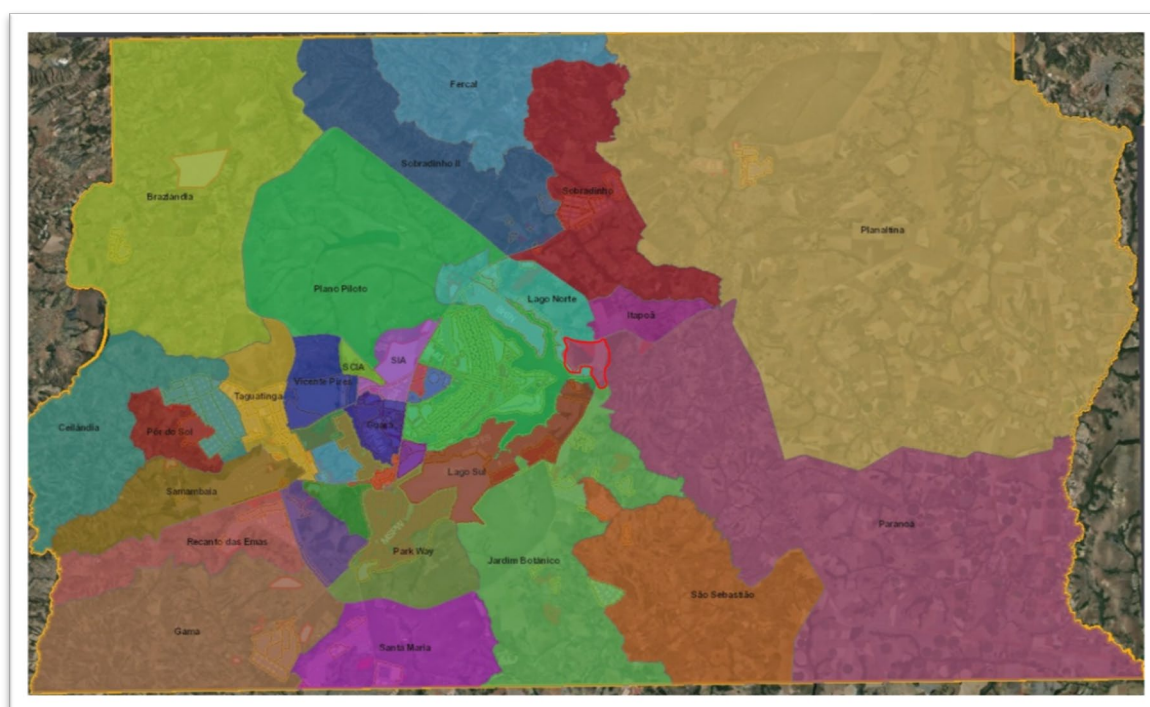 Fercal
Sobradinho II
Sobradinho
Brazlandia
Planaltina
Plano Piloto
Lago Norte
Itapoã
SIA
SCIA
Vicente Pires
Taguatinga
Guará
Ceilândia
Pôr do Sol
Lago Sul
Samambaia
Paranoá
Recanto das Emas
Park Way
Jardim Botânico
São Sebastião
Gama
Santa Maria